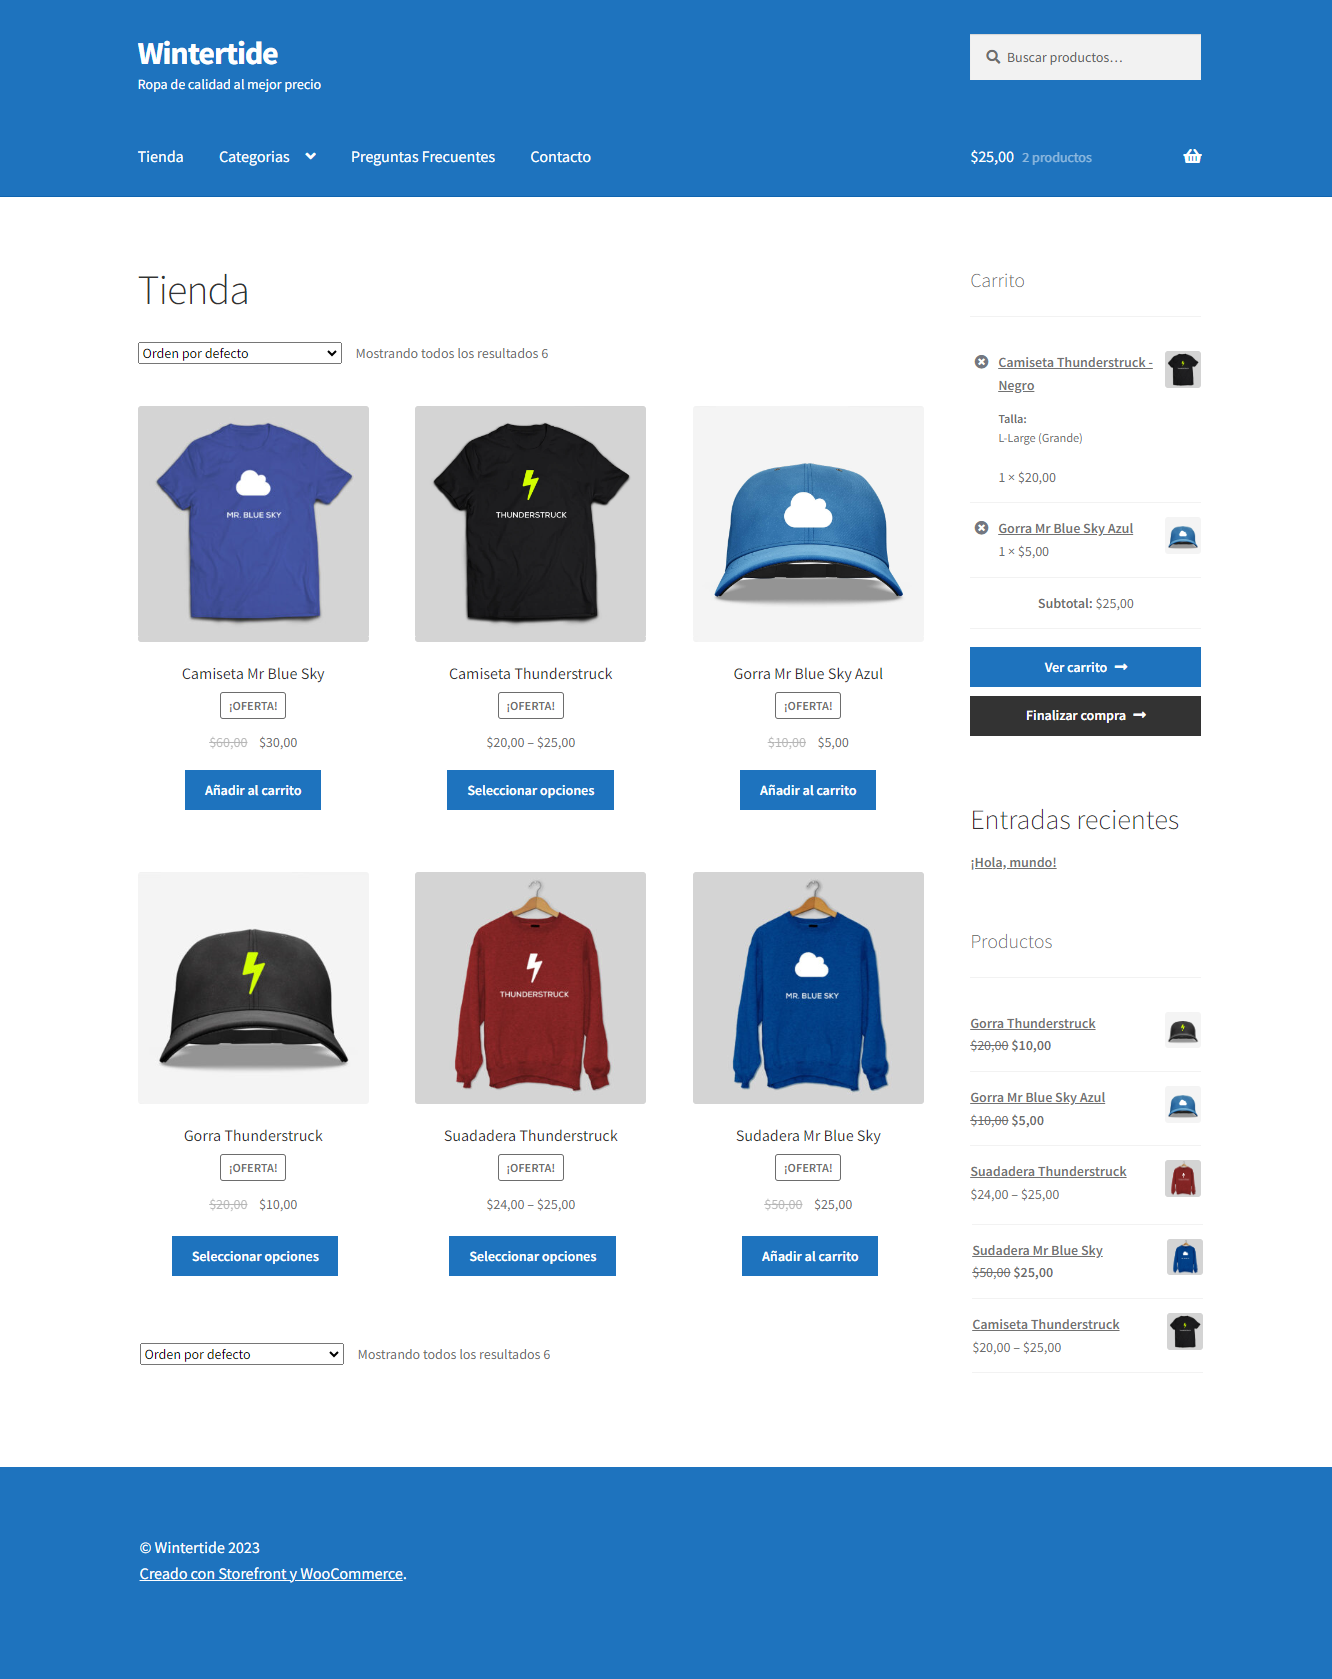 Wintertide
Ropa de calidad al mejor precio
Buscar productos…
Tienda
Categorias
Preguntas Frecuentes
Contacto
$25,00 2 productos
Tienda
Orden por defecto
Mostrando todos los resultados 6
MR. BLUE SKY
Camiseta Mr Blue Sky
¡OFERTA!
$60,00 $30,00
Añadir al carrito
THUNDERSTRUCK
Camiseta Thunderstruck
¡OFERTA!
$20,00 – $25,00
Seleccionar opciones
Gorra Mr Blue Sky Azul
¡OFERTA!
$10,00 $5,00
Añadir al carrito
Gorra Thunderstruck
¡OFERTA!
$20,00 $10,00
Seleccionar opciones
THUNDERSTRUCK
Suadadera Thunderstruck
¡OFERTA!
$24,00 – $25,00
Seleccionar opciones
MR. BLUE SKY
Sudadera Mr Blue Sky
¡OFERTA!
$50,00 $25,00
Añadir al carrito
Orden por defecto
Mostrando todos los resultados 6
Carrito
Camiseta Thunderstruck -
Negro
Talla:
L-Large (Grande)
1 × $20,00
Gorra Mr Blue Sky Azul
1 × $5,00
Subtotal: $25,00
Ver carrito
Finalizar compra
Entradas recientes
¡Hola, mundo!
Productos
Gorra Thunderstruck
$20,00 $10,00
Gorra Mr Blue Sky Azul
$10,00 $5,00
Suadadera Thunderstruck
$24,00 – $25,00
Sudadera Mr Blue Sky
$50,00 $25,00
Camiseta Thunderstruck
$20,00 – $25,00
© Wintertide 2023
Creado con Storefront y WooCommerce.